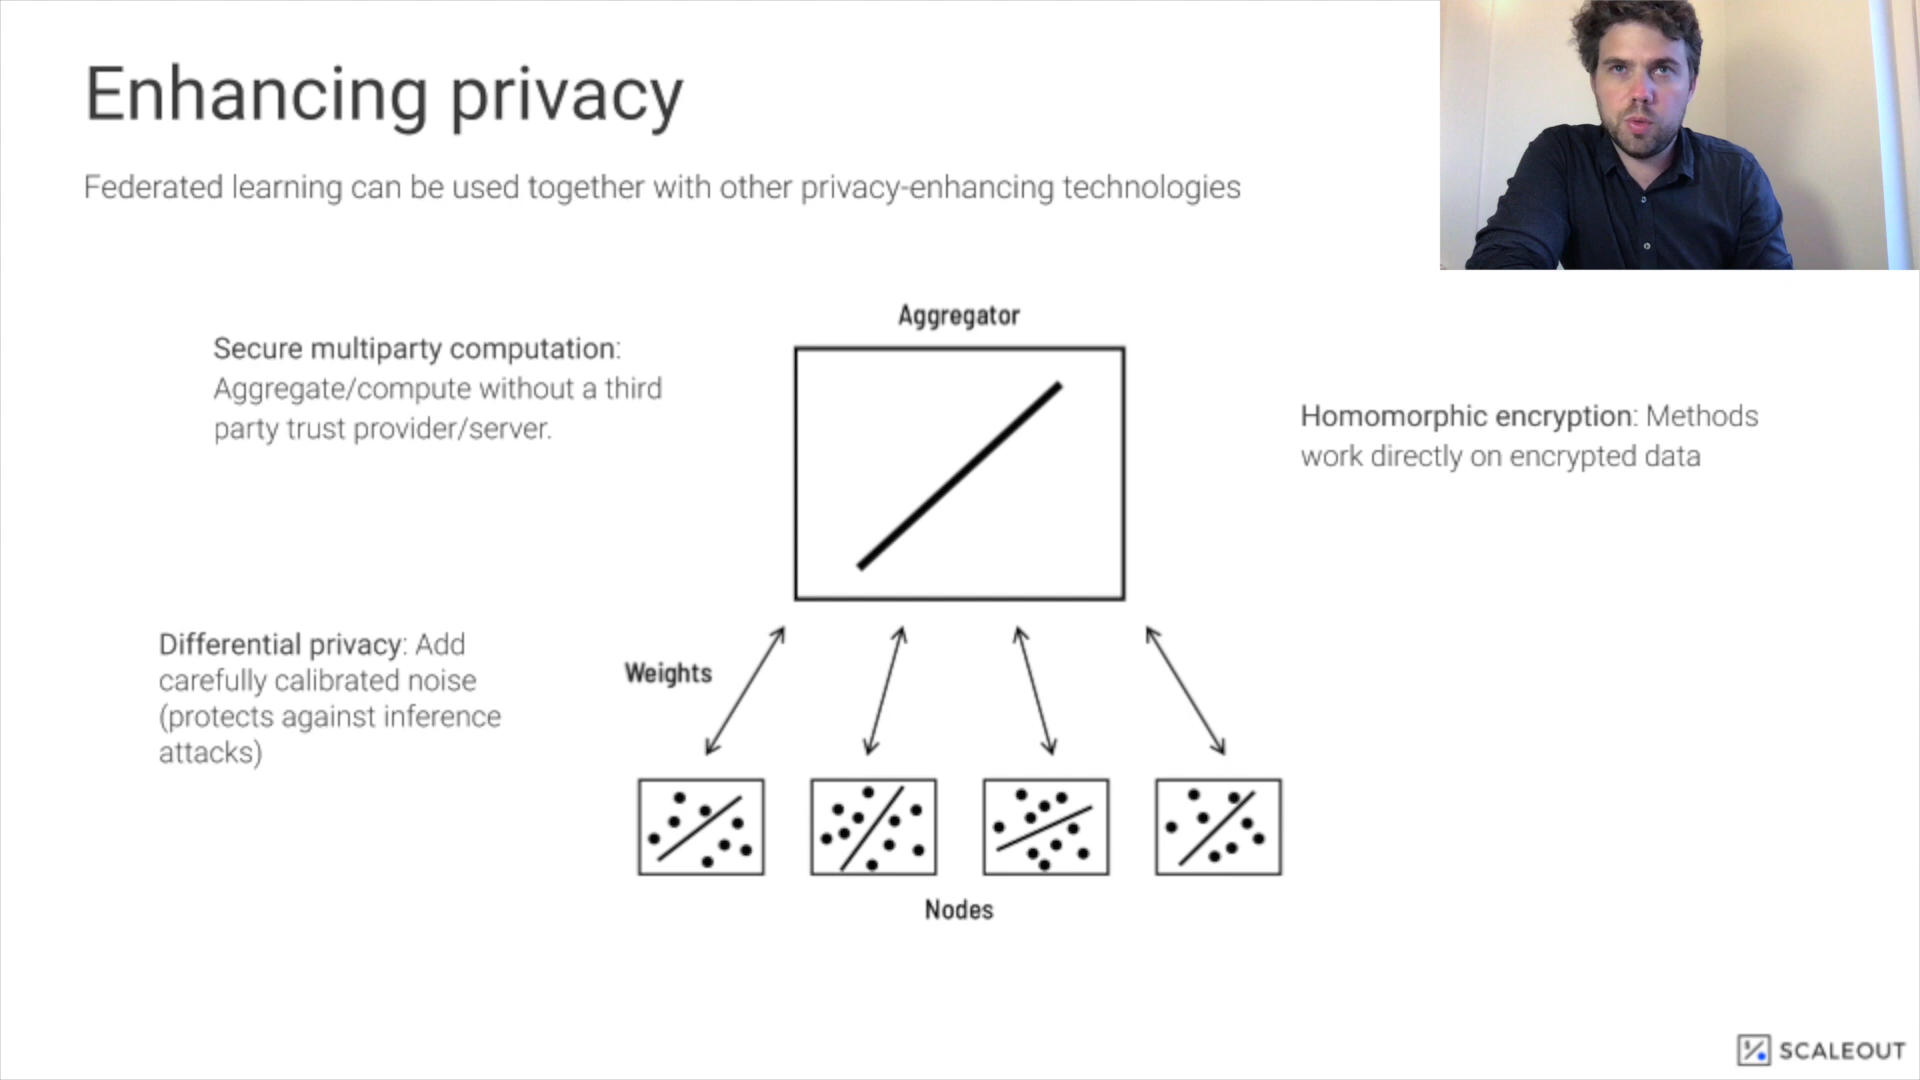 Enhancing privacy
Federated learning can be used together with other privacy-enhancing technologies
Aggregator
Secure multiparty computation:
Aggregate/compute without a third
party trust provider/server.
Homomorphic encryption: Methods
work directly on encrypted data
Differential privacy: Add
carefully calibrated noise
(protects against inference
attacks)
Weights
Nodes
SCALEOUT